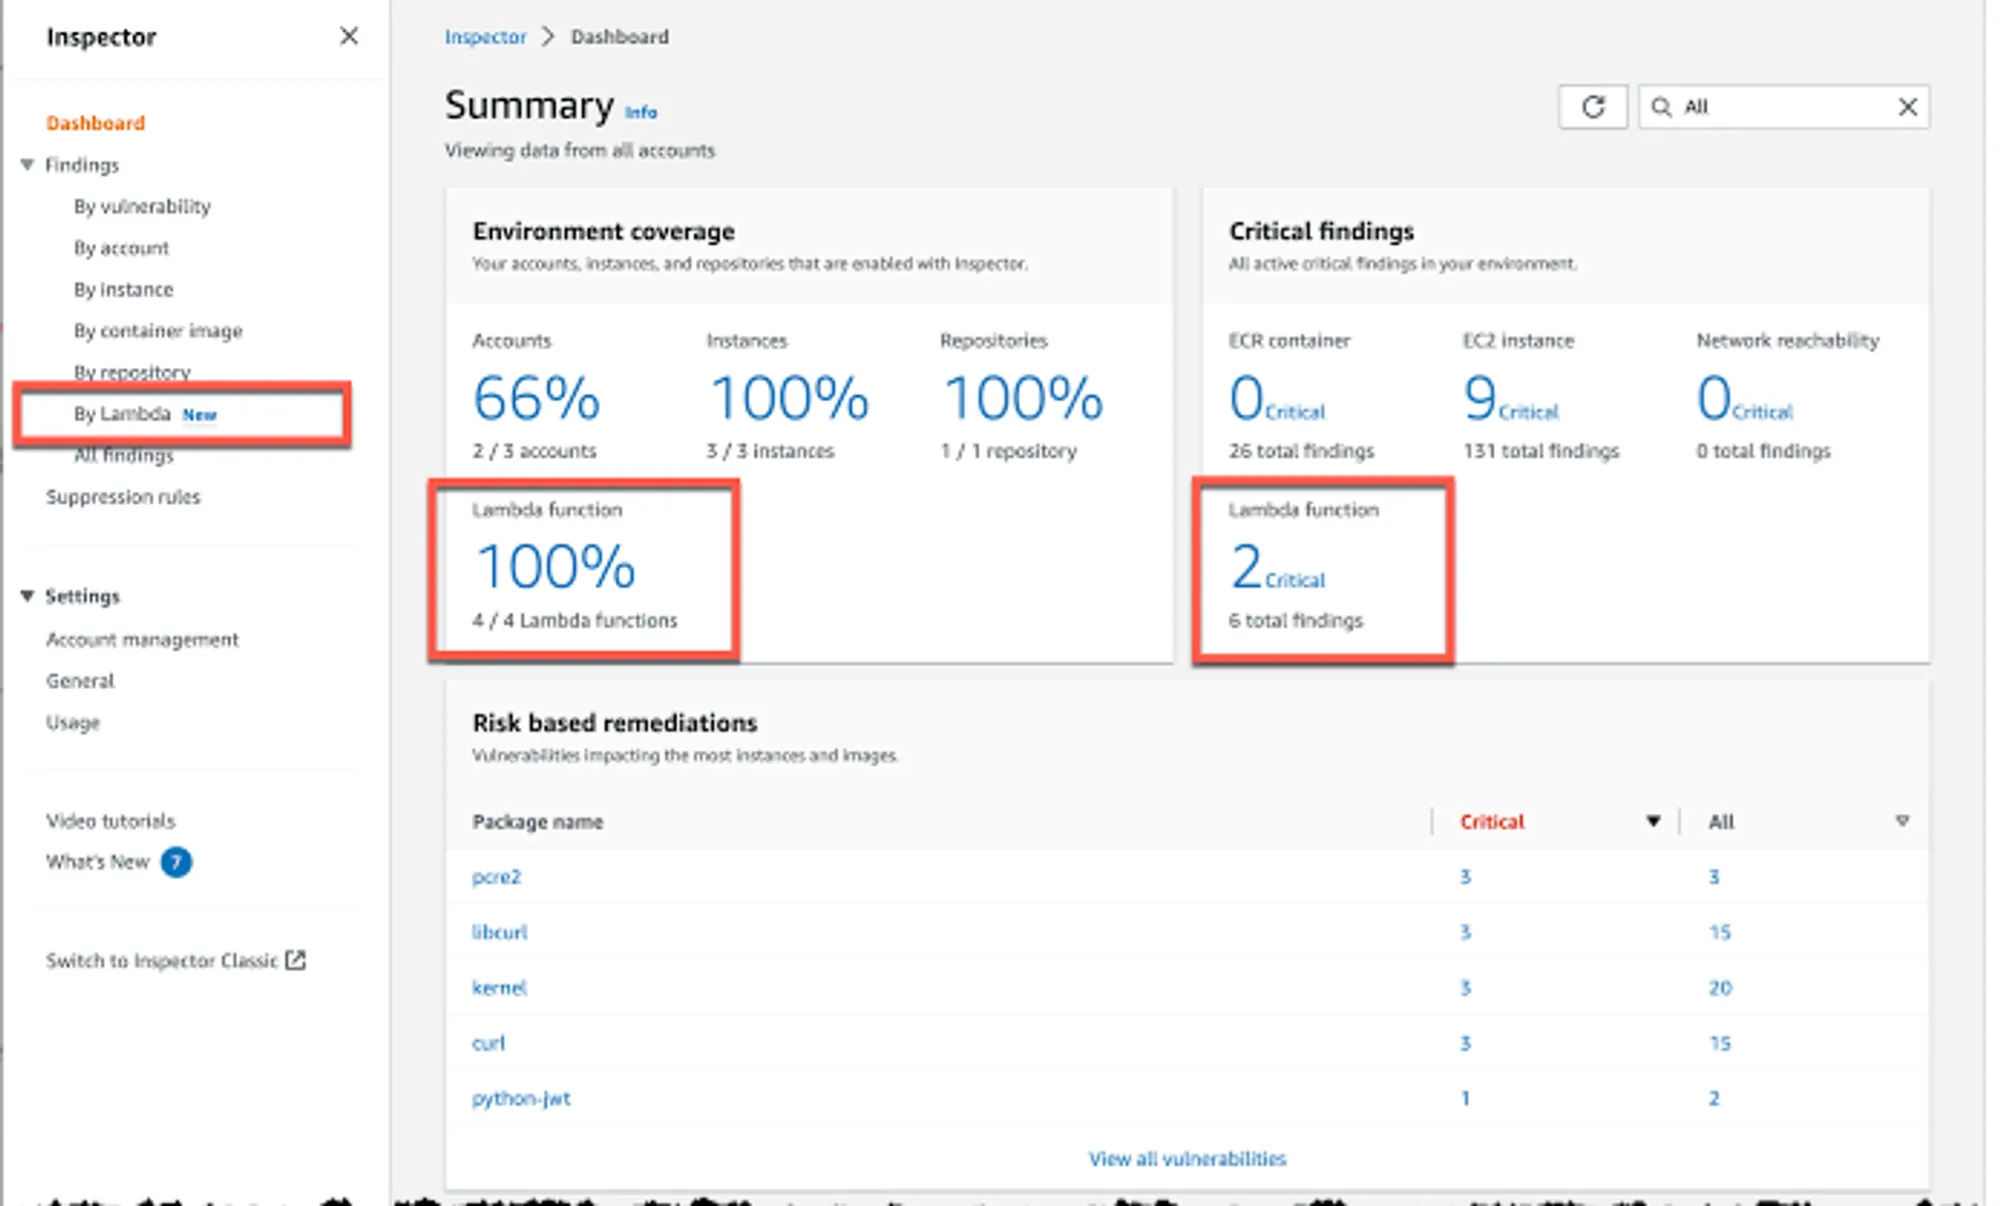 Inspector
Dashboard
Findings
By vulnerability
By account
By instance
By container image
By repository
By Lambda New
All findings
Suppression rules
Settings
Account management
General
Usage
Video tutorials
What's New 7
Switch to Inspector Classic
Inspector > Dashboard
Summary Info
Viewing data from all accounts
All
Environment coverage
Your accounts, instances, and repositories that are enabled with Inspector.
Accounts Instances Repositories
66% 100% 100%
2 / 3 accounts 3 / 3 instances 1 / 1 repository
Lambda function
100%
4 / 4 Lambda functions
Critical findings
All active critical findings in your environment.
ECR container EC2 instance Network reachability
0 Critical 9 Critical 0 Critical
26 total findings 131 total findings 0 total findings
Lambda function
2 Critical
6 total findings
Risk based remediations
Vulnerabilities impacting the most instances and images.
Package name Critical All
pcre2 3 3
libcurl 3 15
kernel 3 20
curl 3 15
python-jwt 1 2
View all vulnerabilities